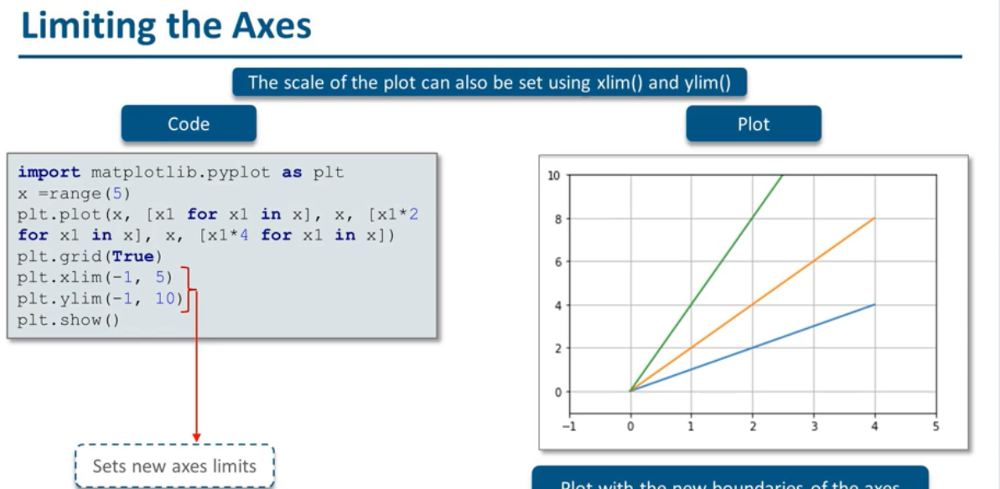 Limiting the Axes
The scale of the plot can also be set using xlim() and ylim()
Code
import matplotlib.pyplot as plt
x =range(5)
plt.plot(x, [x1 for x1 in x], x, [x1*2
for x1 in x], x, [x1*4 for x1 in x])
plt.grid(True)
plt.xlim(-1, 5)
plt.ylim(-1, 10)
plt.show()
Sets new axes limits
Plot
10
8
6
4
2
0
−1 0 1 2 3 4 5
Plot with the new boundaries of the axes